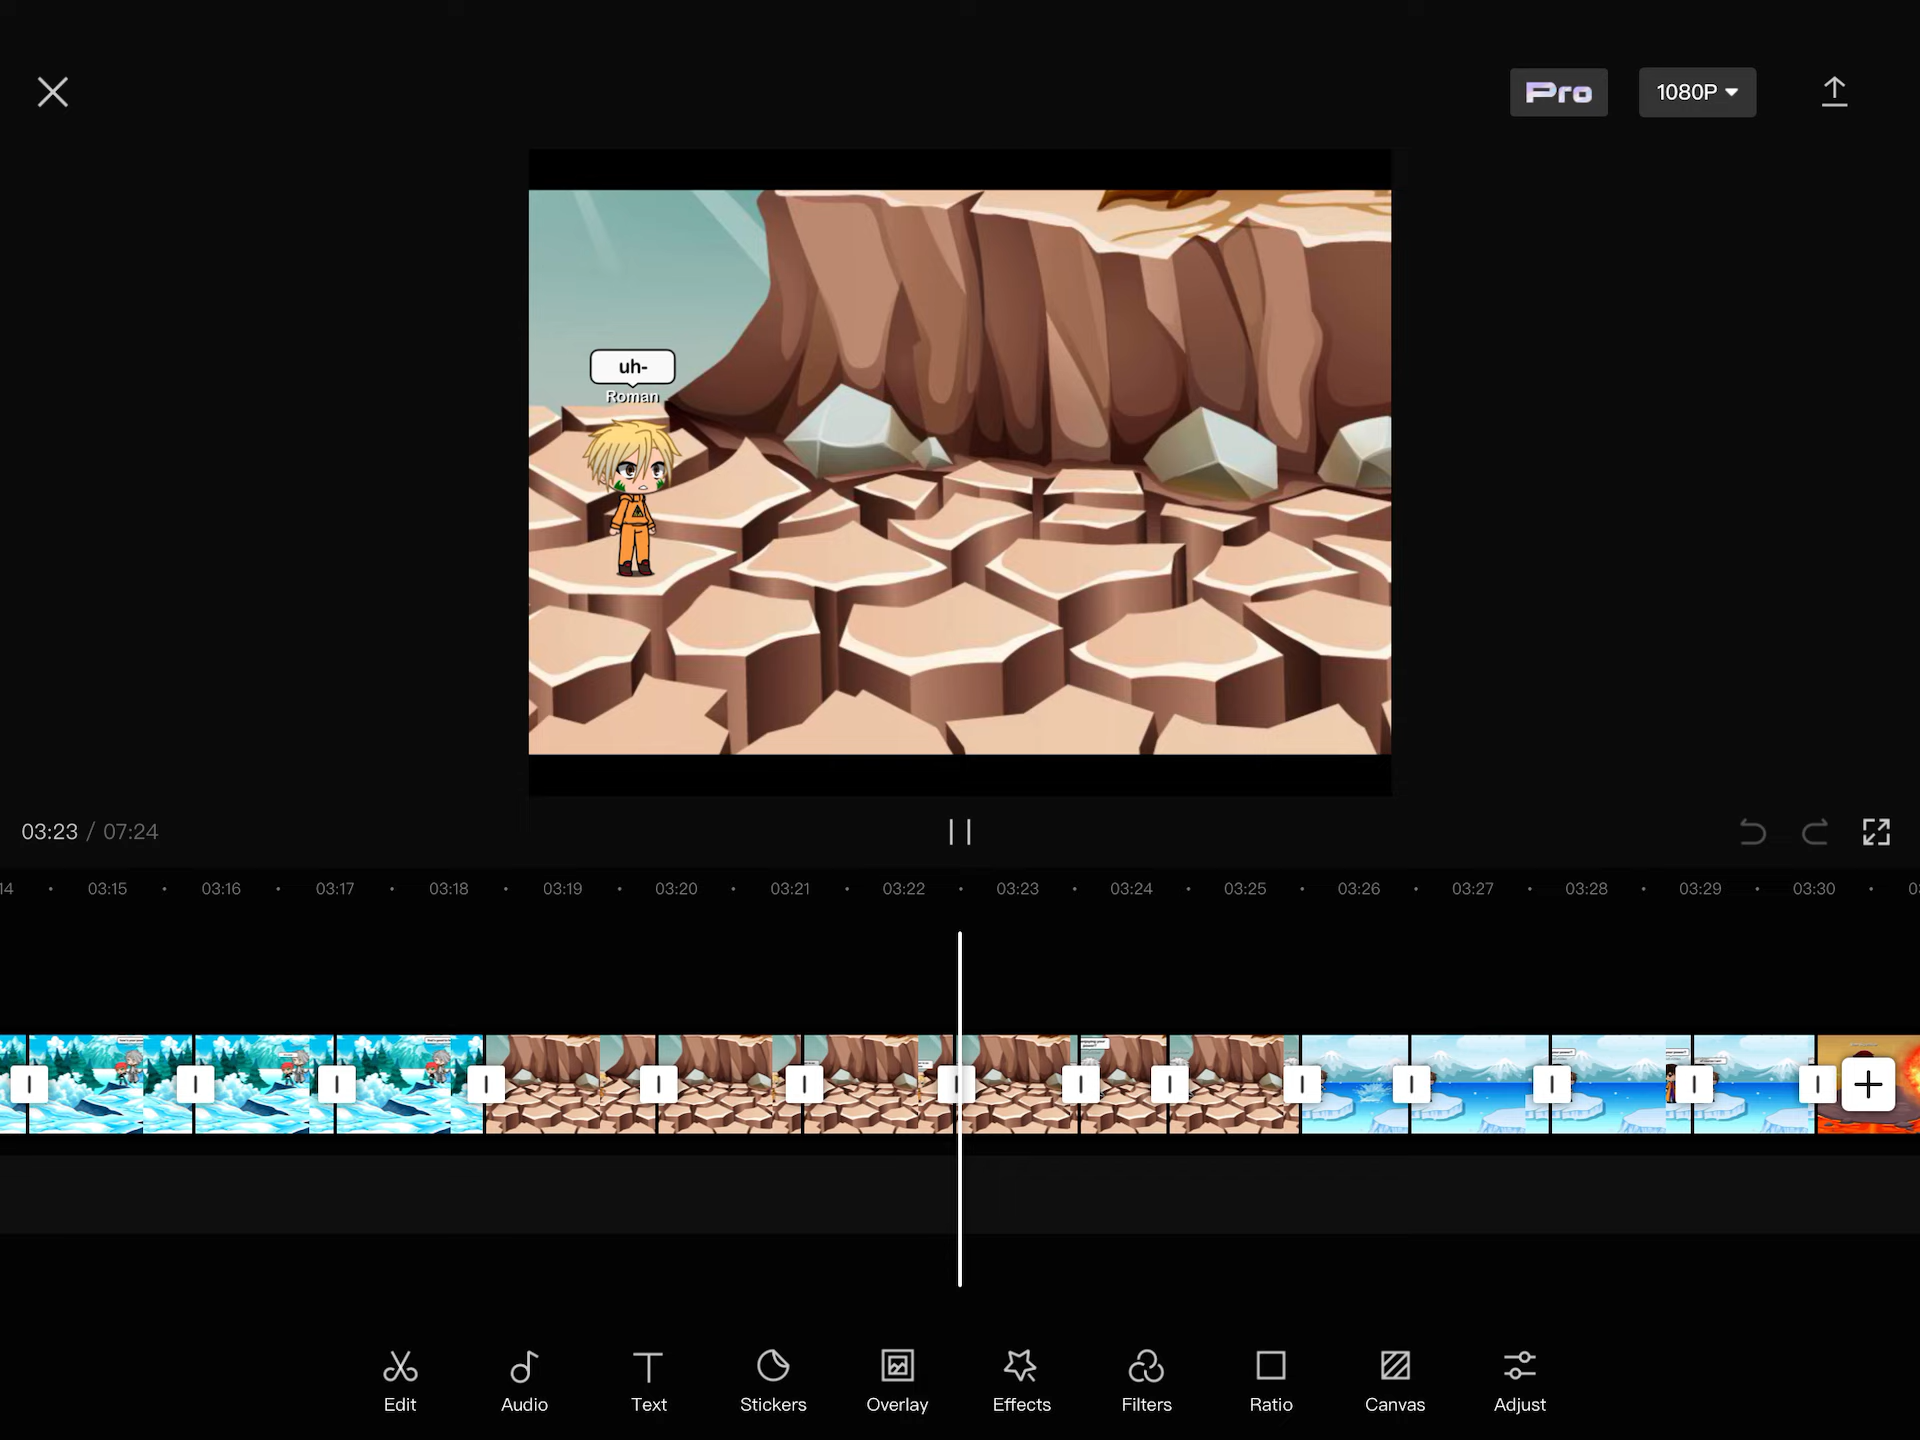 Pro
1080P
uh-
Roman
03:23 / 07:24
14 03:15 03:16 03:17 03:18 03:19 03:20 03:21 03:22 03:23 03:24 03:25 03:26 03:27 03:28 03:29 03:30
Edit Audio Text Stickers Overlay Effects Filters Ratio Canvas Adjust